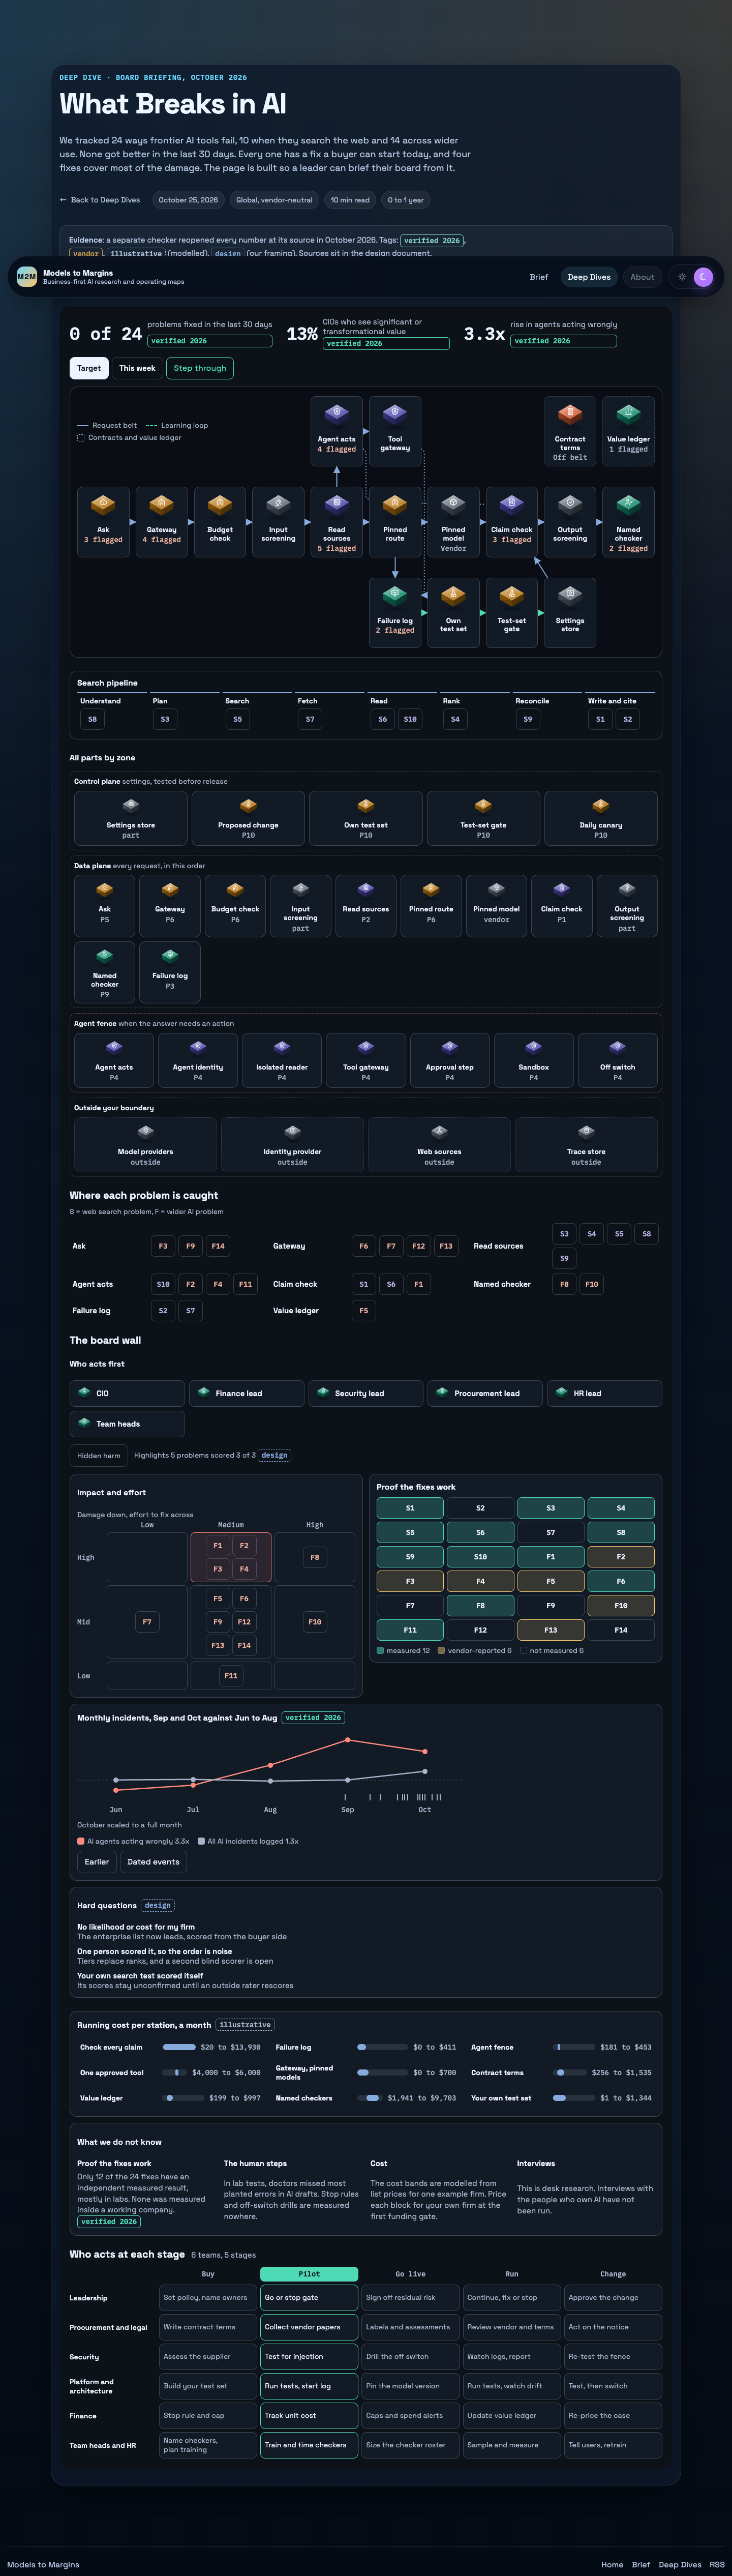 DEEP DIVE · BOARD BRIEFING, OCTOBER 2026
What Breaks in AI
We tracked 24 ways frontier AI tools fail, 10 when they search the web and 14 across wider
use. None got better in the last 30 days. Every one has a fix a buyer can start today, and four
fixes cover most of the damage. The page is built so a leader can brief their board from it.
← Back to Deep Dives
October 25, 2026
Global, vendor-neutral
10 min read
0 to 1 year
Evidence: a separate checker reopened every number at its source in October 2026. Tags: verified 2026,
vendor, illustrative (modelled), design (our framing). Sources sit in the design document.
M2M
Models to Margins
Business-first AI research and operating maps
Brief
Deep Dives
About
0 of 24
problems fixed in the last 30 days
verified 2026
13%
CIOs who see significant or
transformational value
verified 2026
3.3x
rise in agents acting wrongly
verified 2026
Target
This week
Step through
Request belt
Learning loop
Contracts and value ledger
Agent acts
4 flagged
Tool
gateway
Contract
terms
Off belt
Value ledger
1 flagged
Ask
3 flagged
Gateway
4 flagged
Budget
check
Input
screening
Read
sources
5 flagged
Pinned
route
Pinned
model
Vendor
Claim check
3 flagged
Output
screening
Named
checker
2 flagged
Failure log
2 flagged
Own
test set
Test-set
gate
Settings
store
Search pipeline
Understand
S8
Plan
S3
Search
S5
Fetch
S7
Read
S6
S10
Rank
S4
Reconcile
S9
Write and cite
S1
S2
All parts by zone
Control plane settings, tested before release
Settings store
part
Proposed change
P10
Own test set
P10
Test-set gate
P10
Daily canary
P10
Data plane every request, in this order
Ask
P5
Gateway
P6
Budget check
P6
Input
screening
part
Read sources
P2
Pinned route
P6
Pinned model
vendor
Claim check
P1
Output
screening
part
Named
checker
P9
Failure log
P3
Agent fence when the answer needs an action
Agent acts
P4
Agent identity
P4
Isolated reader
P4
Tool gateway
P4
Approval step
P4
Sandbox
P4
Off switch
P4
Outside your boundary
Model providers
outside
Identity provider
outside
Web sources
outside
Trace store
outside
Where each problem is caught
S = web search problem, F = wider AI problem
Ask
F3
F9
F14
Gateway
F6
F7
F12
F13
Read sources
S3
S4
S5
S8
S9
Agent acts
S10
F2
F4
F11
Claim check
S1
S6
F1
Named checker
F8
F10
Failure log
S2
S7
Value ledger
F5
The board wall
Who acts first
CIO
Finance lead
Security lead
Procurement lead
HR lead
Team heads
Hidden harm
Highlights 5 problems scored 3 of 3 design
Impact and effort
Damage down, effort to fix across
Low
Medium
High
High
F1
F2
F3
F4
F8
Mid
F7
F5
F6
F9
F12
F13
F14
F10
Low
F11
Proof the fixes work
S1
S2
S3
S4
S5
S6
S7
S8
S9
S10
F1
F2
F3
F4
F5
F6
F7
F8
F9
F10
F11
F12
F13
F14
measured 12
vendor-reported 6
not measured 6
Monthly incidents, Sep and Oct against Jun to Aug verified 2026
Jun
Jul
Aug
Sep
Oct
October scaled to a full month
AI agents acting wrongly 3.3x
All AI incidents logged 1.3x
Earlier
Dated events
Hard questions design
No likelihood or cost for my firm
The enterprise list now leads, scored from the buyer side
One person scored it, so the order is noise
Tiers replace ranks, and a second blind scorer is open
Your own search test scored itself
Its scores stay unconfirmed until an outside rater rescores
Running cost per station, a month illustrative
Check every claim
$20 to $13,930
Failure log
$0 to $411
Agent fence
$181 to $453
One approved tool
$4,000 to $6,000
Gateway, pinned
models
$0 to $700
Contract terms
$256 to $1,535
Value ledger
$199 to $997
Named checkers
$1,941 to $9,703
Your own test set
$1 to $1,344
What we do not know
Proof the fixes work
Only 12 of the 24 fixes have an
independent measured result,
mostly in labs. None was measured
inside a working company.
verified 2026
The human steps
In lab tests, doctors missed most
planted errors in AI drafts. Stop rules
and off-switch drills are measured
nowhere.
Cost
The cost bands are modelled from
list prices for one example firm. Price
each block for your own firm at the
first funding gate.
Interviews
This is desk research. Interviews with
the people who own AI have not
been run.
Who acts at each stage 6 teams, 5 stages
Buy
Pilot
Go live
Run
Change
Leadership
Set policy, name owners
Go or stop gate
Sign off residual risk
Continue, fix or stop
Approve the change
Procurement and legal
Write contract terms
Collect vendor papers
Labels and assessments
Review vendor and terms
Act on the notice
Security
Assess the supplier
Test for injection
Drill the off switch
Watch logs, report
Re-test the fence
Platform and
architecture
Build your test set
Run tests, start log
Pin the model version
Run tests, watch drift
Test, then switch
Finance
Stop rule and cap
Track unit cost
Caps and spend alerts
Update value ledger
Re-price the case
Team heads and HR
Name checkers,
plan training
Train and time checkers
Size the checker roster
Sample and measure
Tell users, retrain
Models to Margins
Home
Brief
Deep Dives
RSS